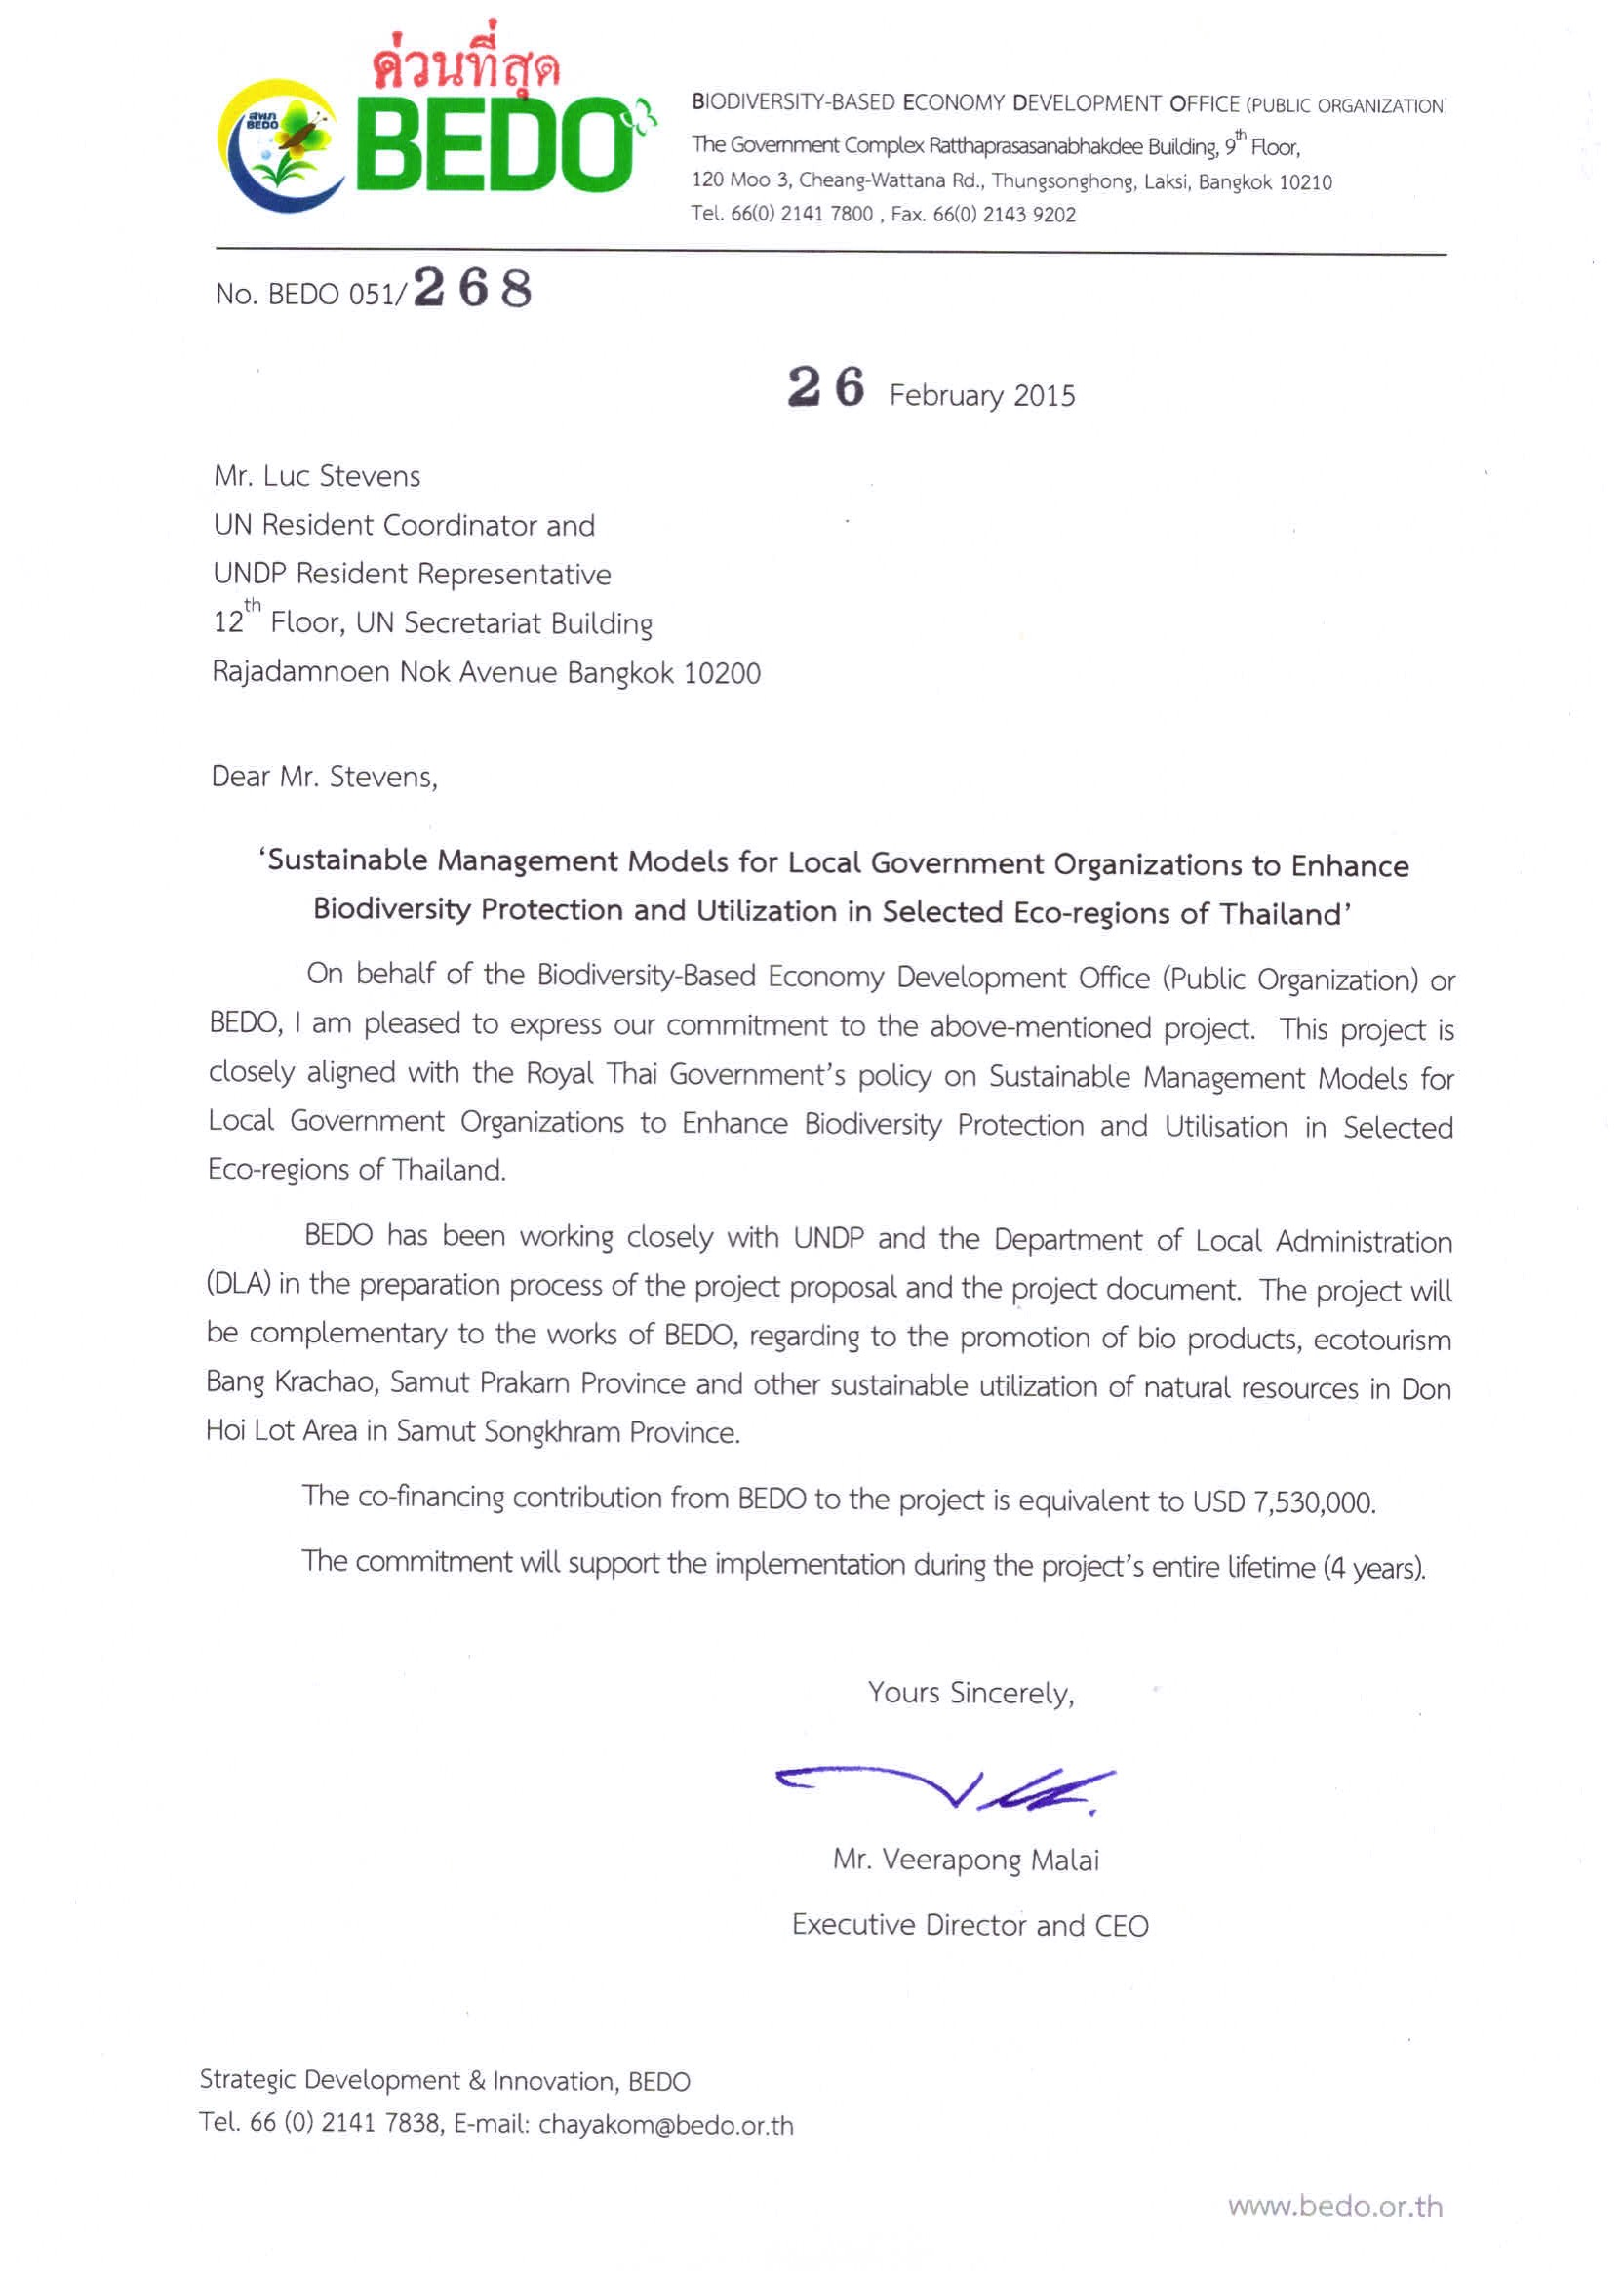 ด่วนที่สุด
สพภ
BEDO
BEDO
BIODIVERSITY-BASED ECONOMY DEVELOPMENT OFFICE (PUBLIC ORGANIZATION)
The Government Complex Ratthaprasasanabhakdee Building, 9th Floor,
120 Moo 3, Cheang-Wattana Rd., Thungsonghong, Laksi, Bangkok 10210
Tel. 66(0) 2141 7800 , Fax. 66(0) 2143 9202
No. BEDO 051/268
26 February 2015
Mr. Luc Stevens
UN Resident Coordinator and
UNDP Resident Representative
12th Floor, UN Secretariat Building
Rajadamnoen Nok Avenue Bangkok 10200
Dear Mr. Stevens,
‘Sustainable Management Models for Local Government Organizations to Enhance
Biodiversity Protection and Utilization in Selected Eco-regions of Thailand’
On behalf of the Biodiversity-Based Economy Development Office (Public Organization) or
BEDO, I am pleased to express our commitment to the above-mentioned project. This project is
closely aligned with the Royal Thai Government’s policy on Sustainable Management Models for
Local Government Organizations to Enhance Biodiversity Protection and Utilisation in Selected
Eco-regions of Thailand.
BEDO has been working closely with UNDP and the Department of Local Administration
(DLA) in the preparation process of the project proposal and the project document. The project will
be complementary to the works of BEDO, regarding to the promotion of bio products, ecotourism
Bang Krachao, Samut Prakarn Province and other sustainable utilization of natural resources in Don
Hoi Lot Area in Samut Songkhram Province.
The co-financing contribution from BEDO to the project is equivalent to USD 7,530,000.
The commitment will support the implementation during the project’s entire lifetime (4 years).
Yours Sincerely,
Mr. Veerapong Malai
Executive Director and CEO
Strategic Development & Innovation, BEDO
Tel. 66 (0) 2141 7838, E-mail: chayakom@bedo.or.th
www.bedo.or.th